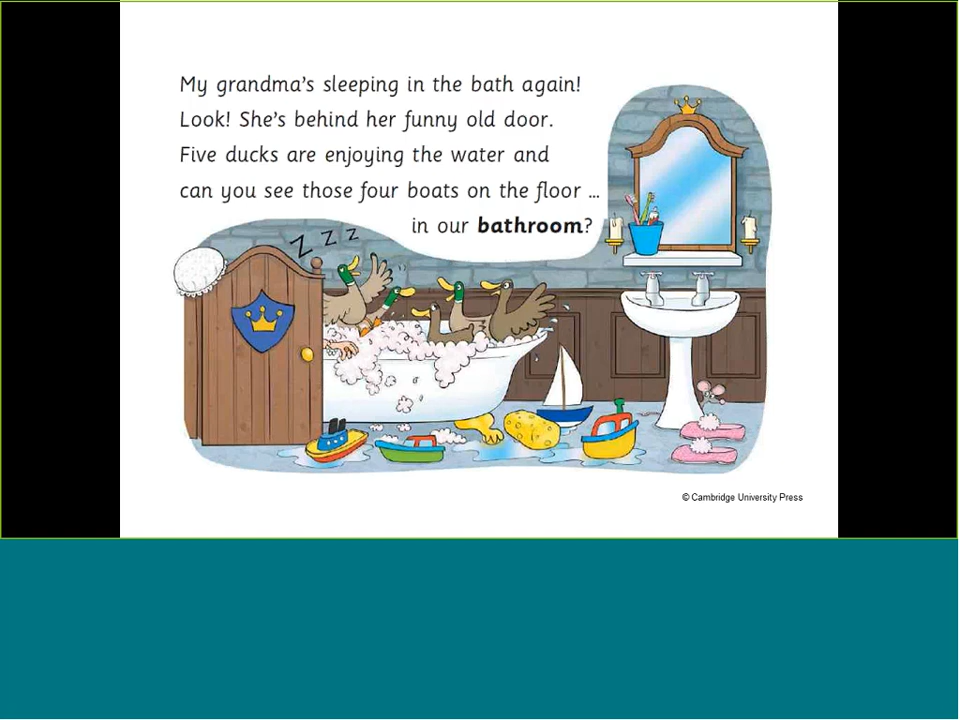 My grandma's sleeping in the bath again!
Look! She's behind her funny old door.
Five ducks are enjoying the water and
can you see those four boats on the floor ...
in our bathroom?
Z Z Z
© Cambridge University Press